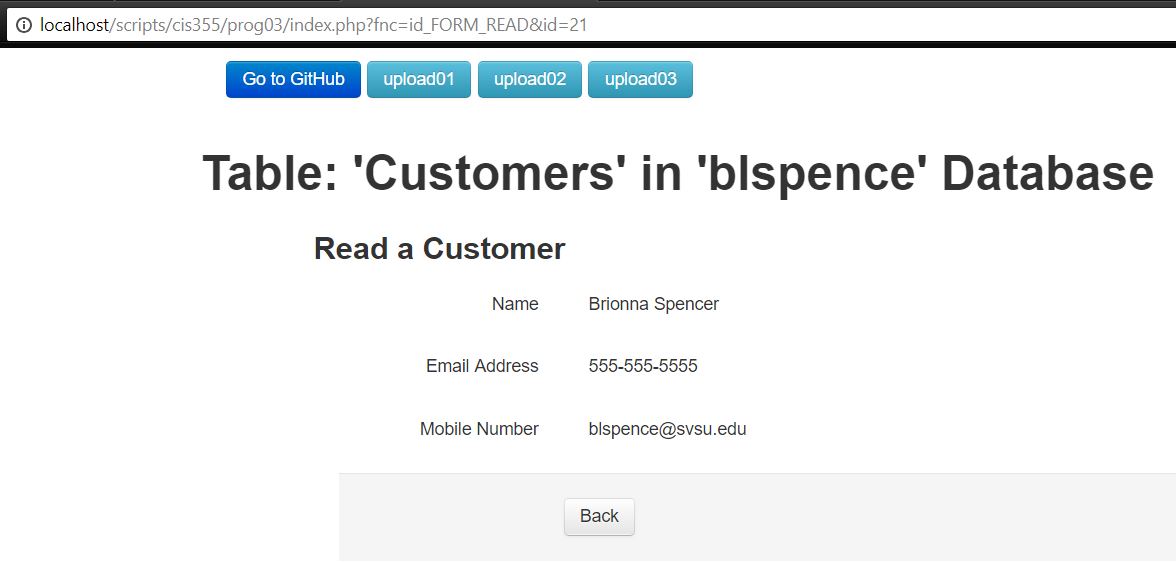 localhost/scripts/cis355/prog03/index.php?fnc=id_FORM_READ&id=21
Go to GitHub upload01 upload02 upload03
Table: 'Customers' in 'blspence' Database
Read a Customer
Name Brionna Spencer
Email Address 555-555-5555
Mobile Number blspence@svsu.edu
Back